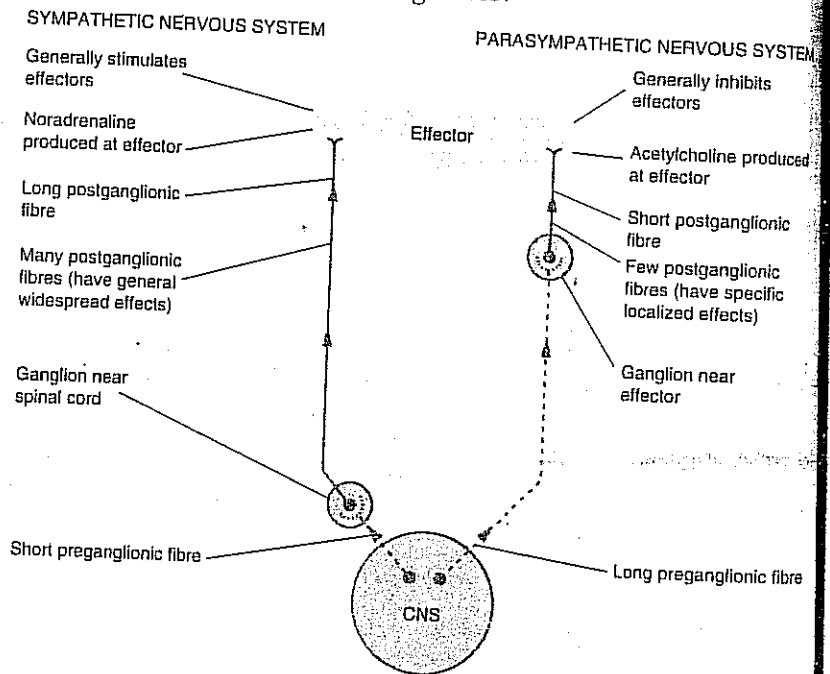 SYMPATHETIC NERVOUS SYSTEM
Generally stimulates
effectors
Noradrenaline
produced at effector
Long postganglionic
fibre
Many postganglionic
fibres (have general
widespread effects)
Ganglion near
spinal cord
Short preganglionic fibre
Effector
CNS
PARASYMPATHETIC NERVOUS SYSTEM
Generally inhibits
effectors
Acetylcholine produced
at effector
Short postganglionic
fibre
Few postganglionic
fibres (have specific
localized effects)
Ganglion near
effector
Long preganglionic fibre